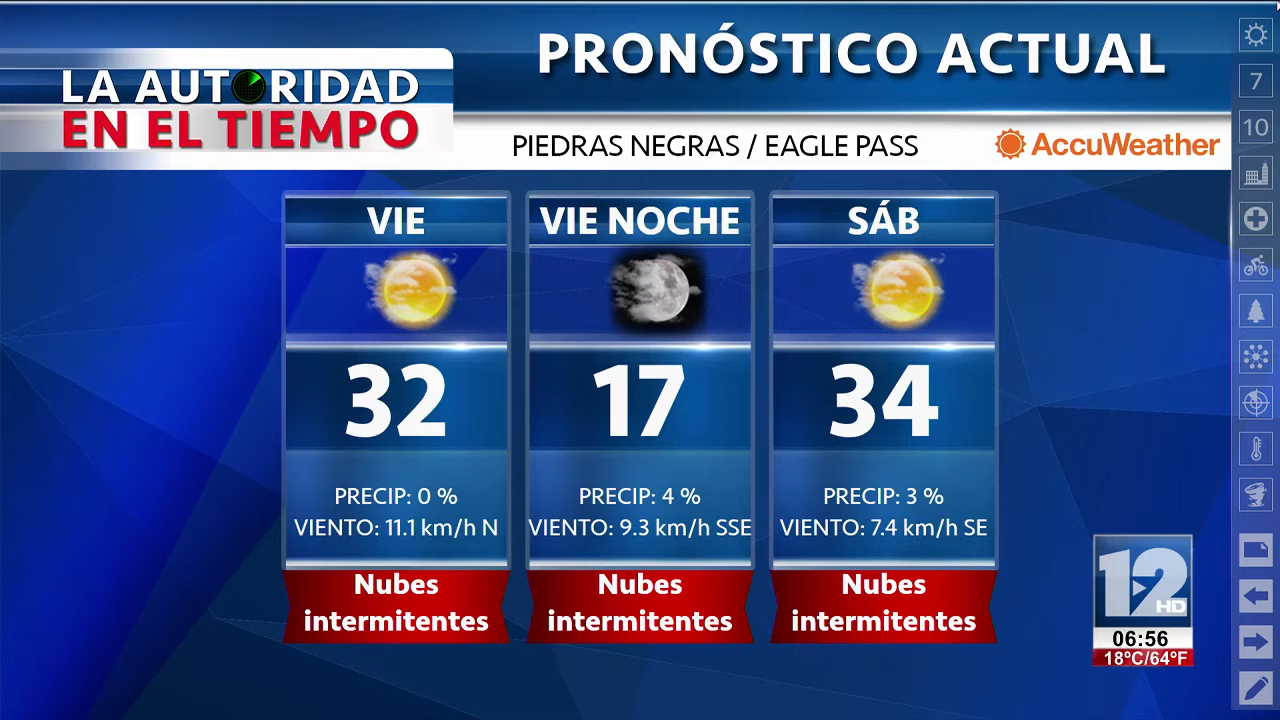 PRONÓSTICO ACTUAL
LA AUTORIDAD
EN EL TIEMPO
PIEDRAS NEGRAS / EAGLE PASS
AccuWeather
VIE
32
PRECIP: 0 %
VIENTO: 11.1 km/h N
Nubes
intermitentes
VIE NOCHE
17
PRECIP: 4 %
VIENTO: 9.3 km/h SSE
Nubes
intermitentes
SÁB
34
PRECIP: 3 %
VIENTO: 7.4 km/h SE
Nubes
intermitentes
7
10
12
HD
06:56
18°C/64°F